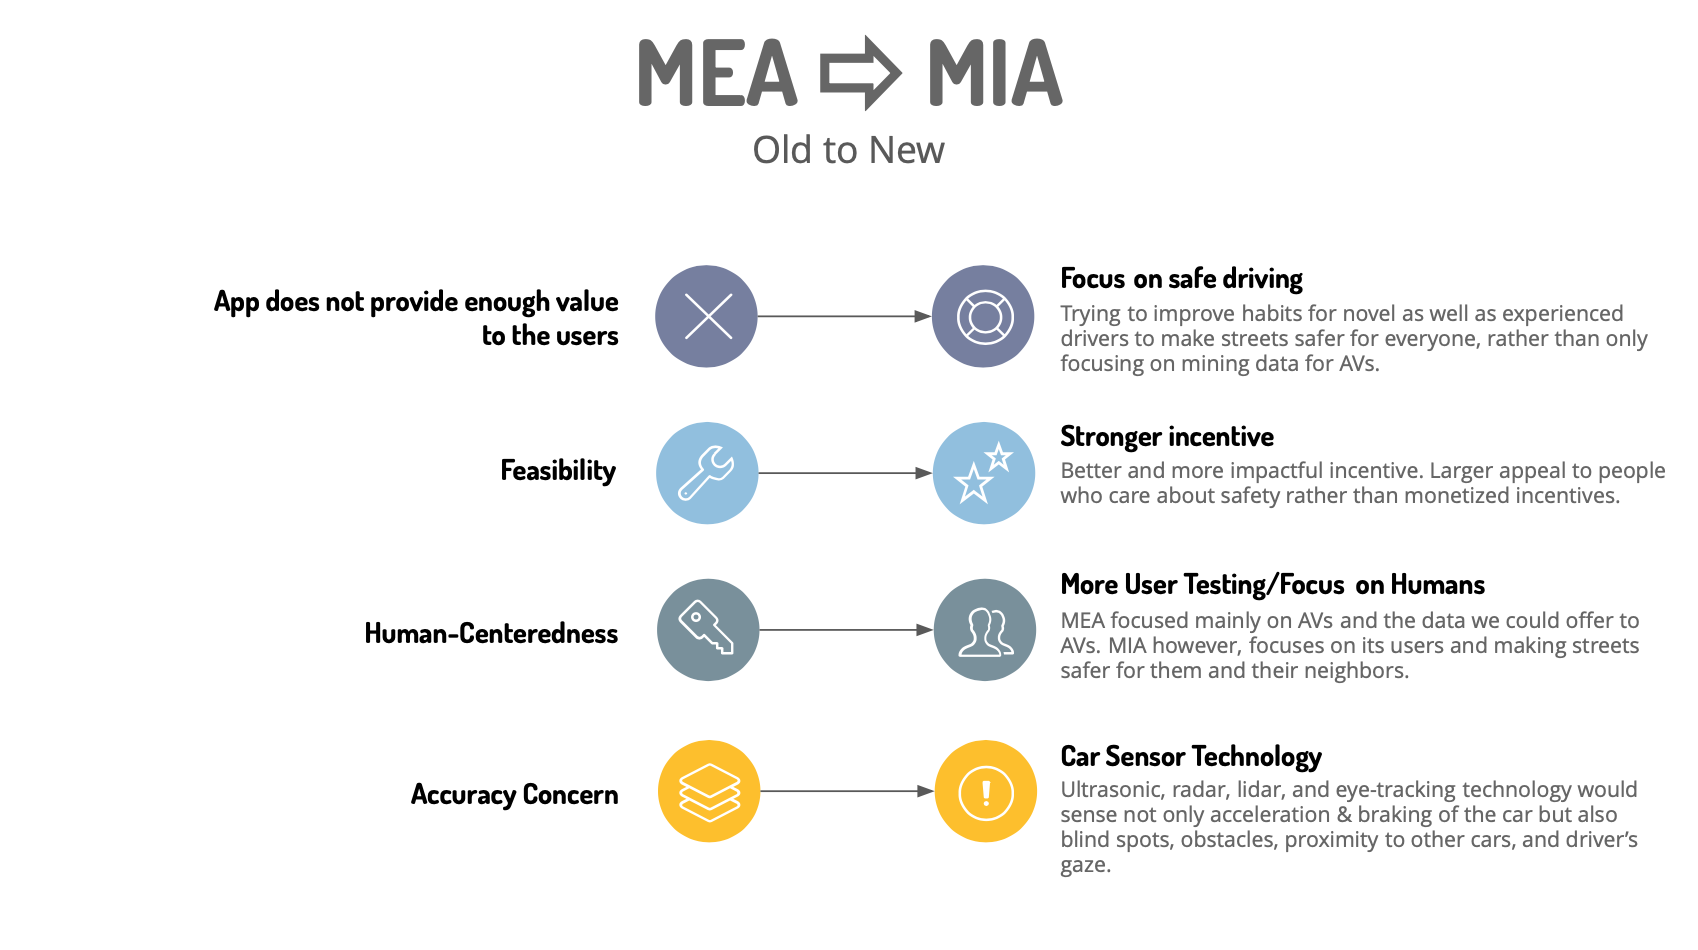 MEA MIA
Old to New
App does not provide enough value
to the users
Focus on safe driving
Trying to improve habits for novel as well as experienced
drivers to make streets safer for everyone, rather than only
focusing on mining data for AVs.
Feasibility
Stronger incentive
Better and more impactful incentive. Larger appeal to people
who care about safety rather than monetized incentives.
Human-Centeredness
More User Testing/Focus on Humans
MEA focused mainly on AVs and the data we could offer to
AVs. MIA however, focuses on its users and making streets
safer for them and their neighbors.
Accuracy Concern
Car Sensor Technology
Ultrasonic, radar, lidar, and eye-tracking technology would
sense not only acceleration & braking of the car but also
blind spots, obstacles, proximity to other cars, and driver’s
gaze.